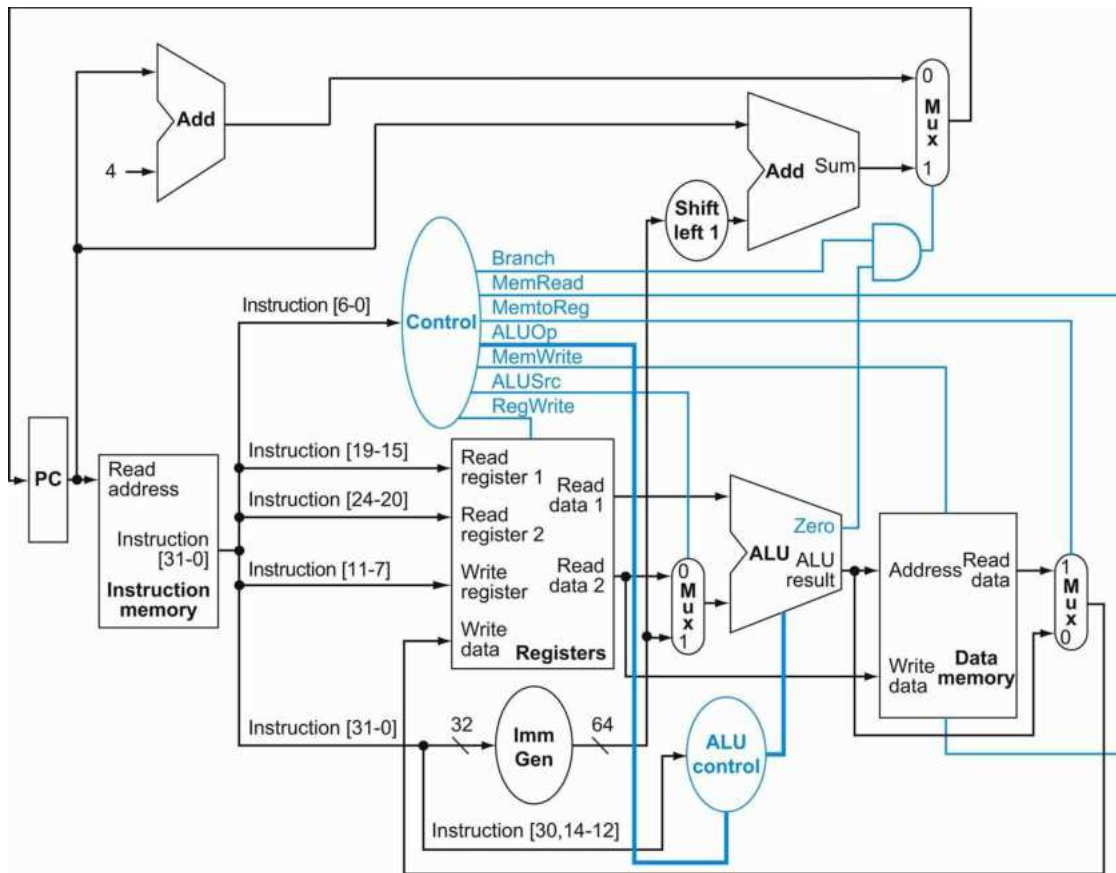 Add
4
0
Mux
1
Add
Sum
Shift
left 1
Instruction [6-0]
Control
Branch
MemRead
MemtoReg
ALUOp
MemWrite
ALUSrc
RegWrite
PC
Read
address
Instruction
[31-0]
Instruction
memory
Instruction [19-15]
Instruction [24-20]
Instruction [11-7]
Read
register 1
Read
register 2
Write
register
Write
data
Read
data 1
Read
data 2
Registers
0
Mux
1
Zero
ALU
ALU
result
Address
Read
data
Write
data
Data
memory
1
Mux
0
Instruction [31-0]
32
Imm
Gen
64
ALU
control
Instruction [30,14-12]